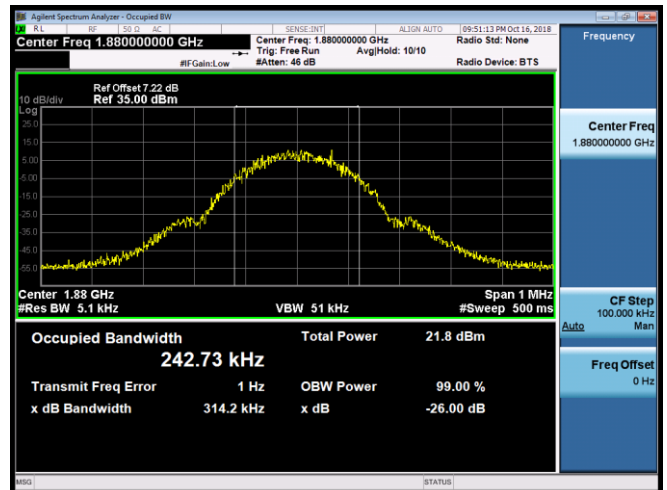 Agilent Spectrum Analyzer - Occupied BW
RL RF 50 Ω AC SENSE:INT ALIGN AUTO 09:51:13 PM Oct 16, 2018
Center Freq 1.880000000 GHz
Center Freq: 1.880000000 GHz
Radio Std: None
Trig: Free Run Avg|Hold: 10/10
#IFGain:Low #Atten: 46 dB
Radio Device: BTS
Ref Offset 7.22 dB
10 dB/div Ref 35.00 dBm
Log
25.0
15.0
5.00
-5.00
-15.0
-25.0
-35.0
-45.0
-55.0
Center 1.88 GHz Span 1 MHz
#Res BW 5.1 kHz VBW 51 kHz #Sweep 500 ms
Occupied Bandwidth Total Power 21.8 dBm
242.73 kHz
Transmit Freq Error 1 Hz OBW Power 99.00 %
x dB Bandwidth 314.2 kHz x dB -26.00 dB
MSG STATUS
Frequency
Center Freq
1.880000000 GHz
CF Step
100.000 kHz
Auto Man
Freq Offset
0 Hz